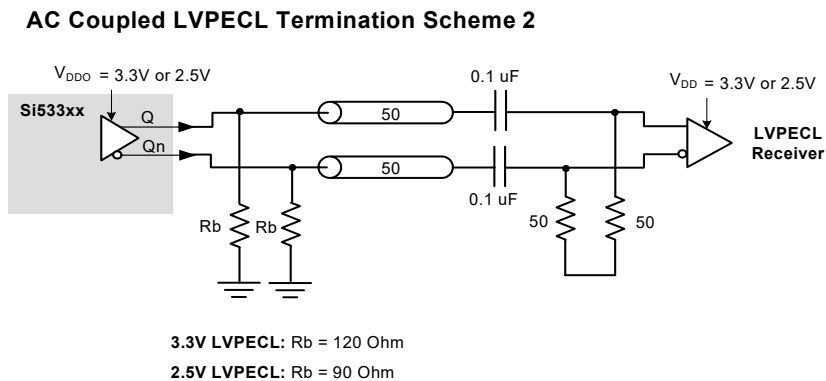 AC Coupled LVPECL Termination Scheme 2
VDDO = 3.3V or 2.5V
0.1 uF
VDD = 3.3V or 2.5V
Si533xx
Q
50
LVPECL
Receiver
Qn
50
0.1 uF
Rb
Rb
50
50
3.3V LVPECL: Rb = 120 Ohm
2.5V LVPECL: Rb = 90 Ohm